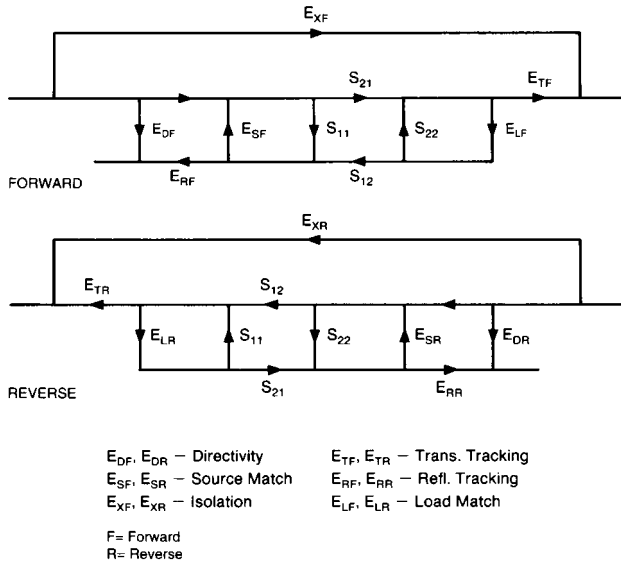 E_XF
S_21 E_TF
E_DF E_SF S_11 S_22 E_LF
E_RF S_12
FORWARD
E_XR
E_TR S_12
E_LR S_11 S_22 E_SR E_DR
S_21 E_RR
REVERSE
E_DF, E_DR – Directivity
E_SF, E_SR – Source Match
E_XF, E_XR – Isolation
E_TF, E_TR – Trans. Tracking
E_RF, E_RR – Refl. Tracking
E_LF, E_LR – Load Match
F= Forward
R= Reverse